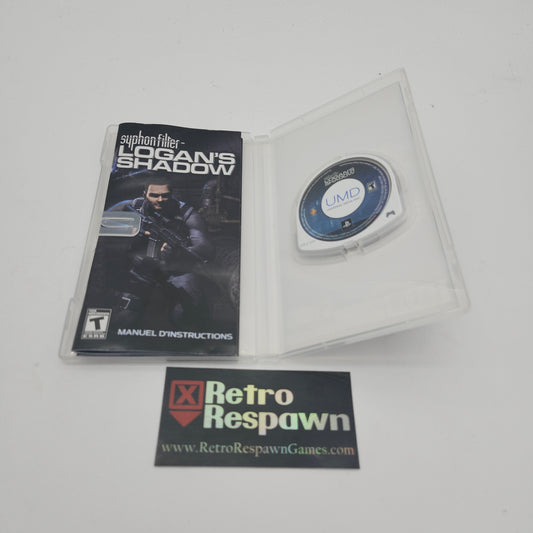 syphon filter
LOGAN'S
SHADOW
T
MANUEL D'INSTRUCTIONS
UMD
Retro
Respawn
www.RetroRespawnGames.com